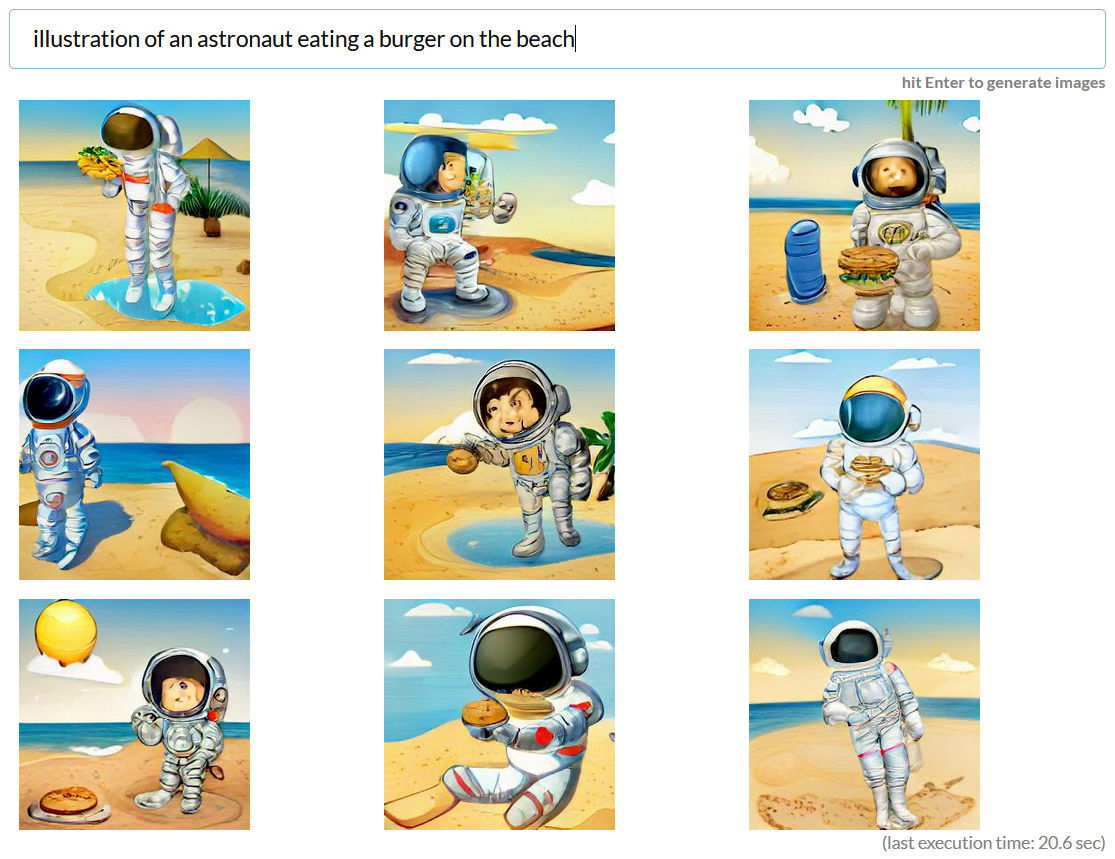 illustration of an astronaut eating a burger on the beach
hit Enter to generate images
(last execution time: 20.6 sec)